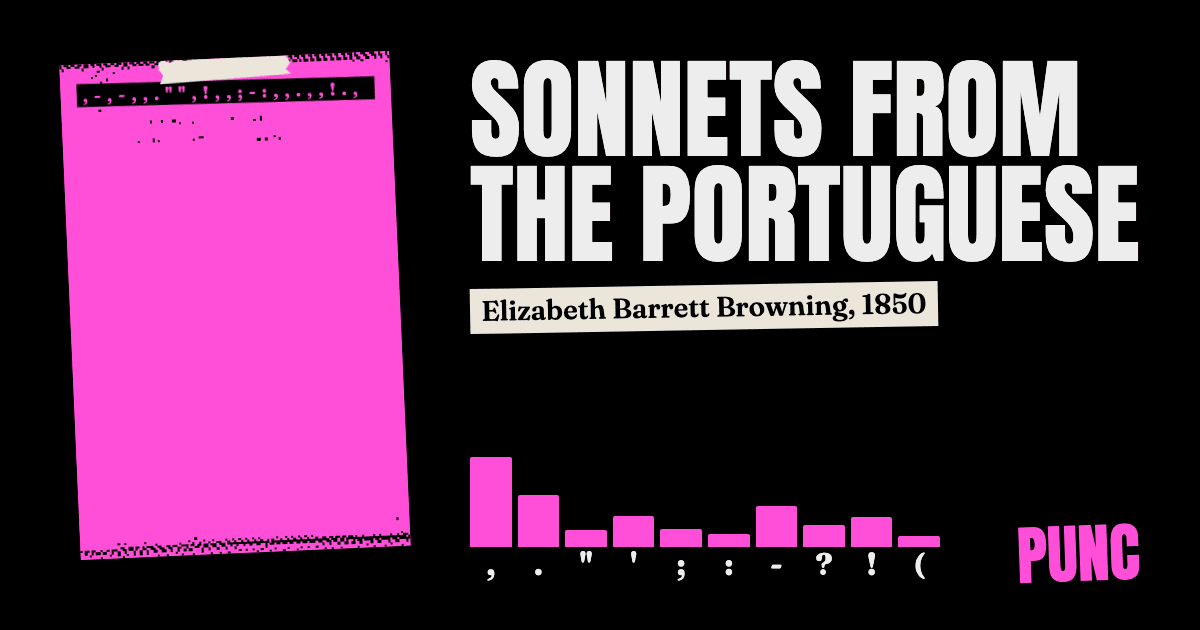 ,-,-,,."",!,,;-:,,.,,!.,
SONNETS FROM
THE PORTUGUESE
Elizabeth Barrett Browning, 1850
, . " ' ; : - ? ! (
PUNC